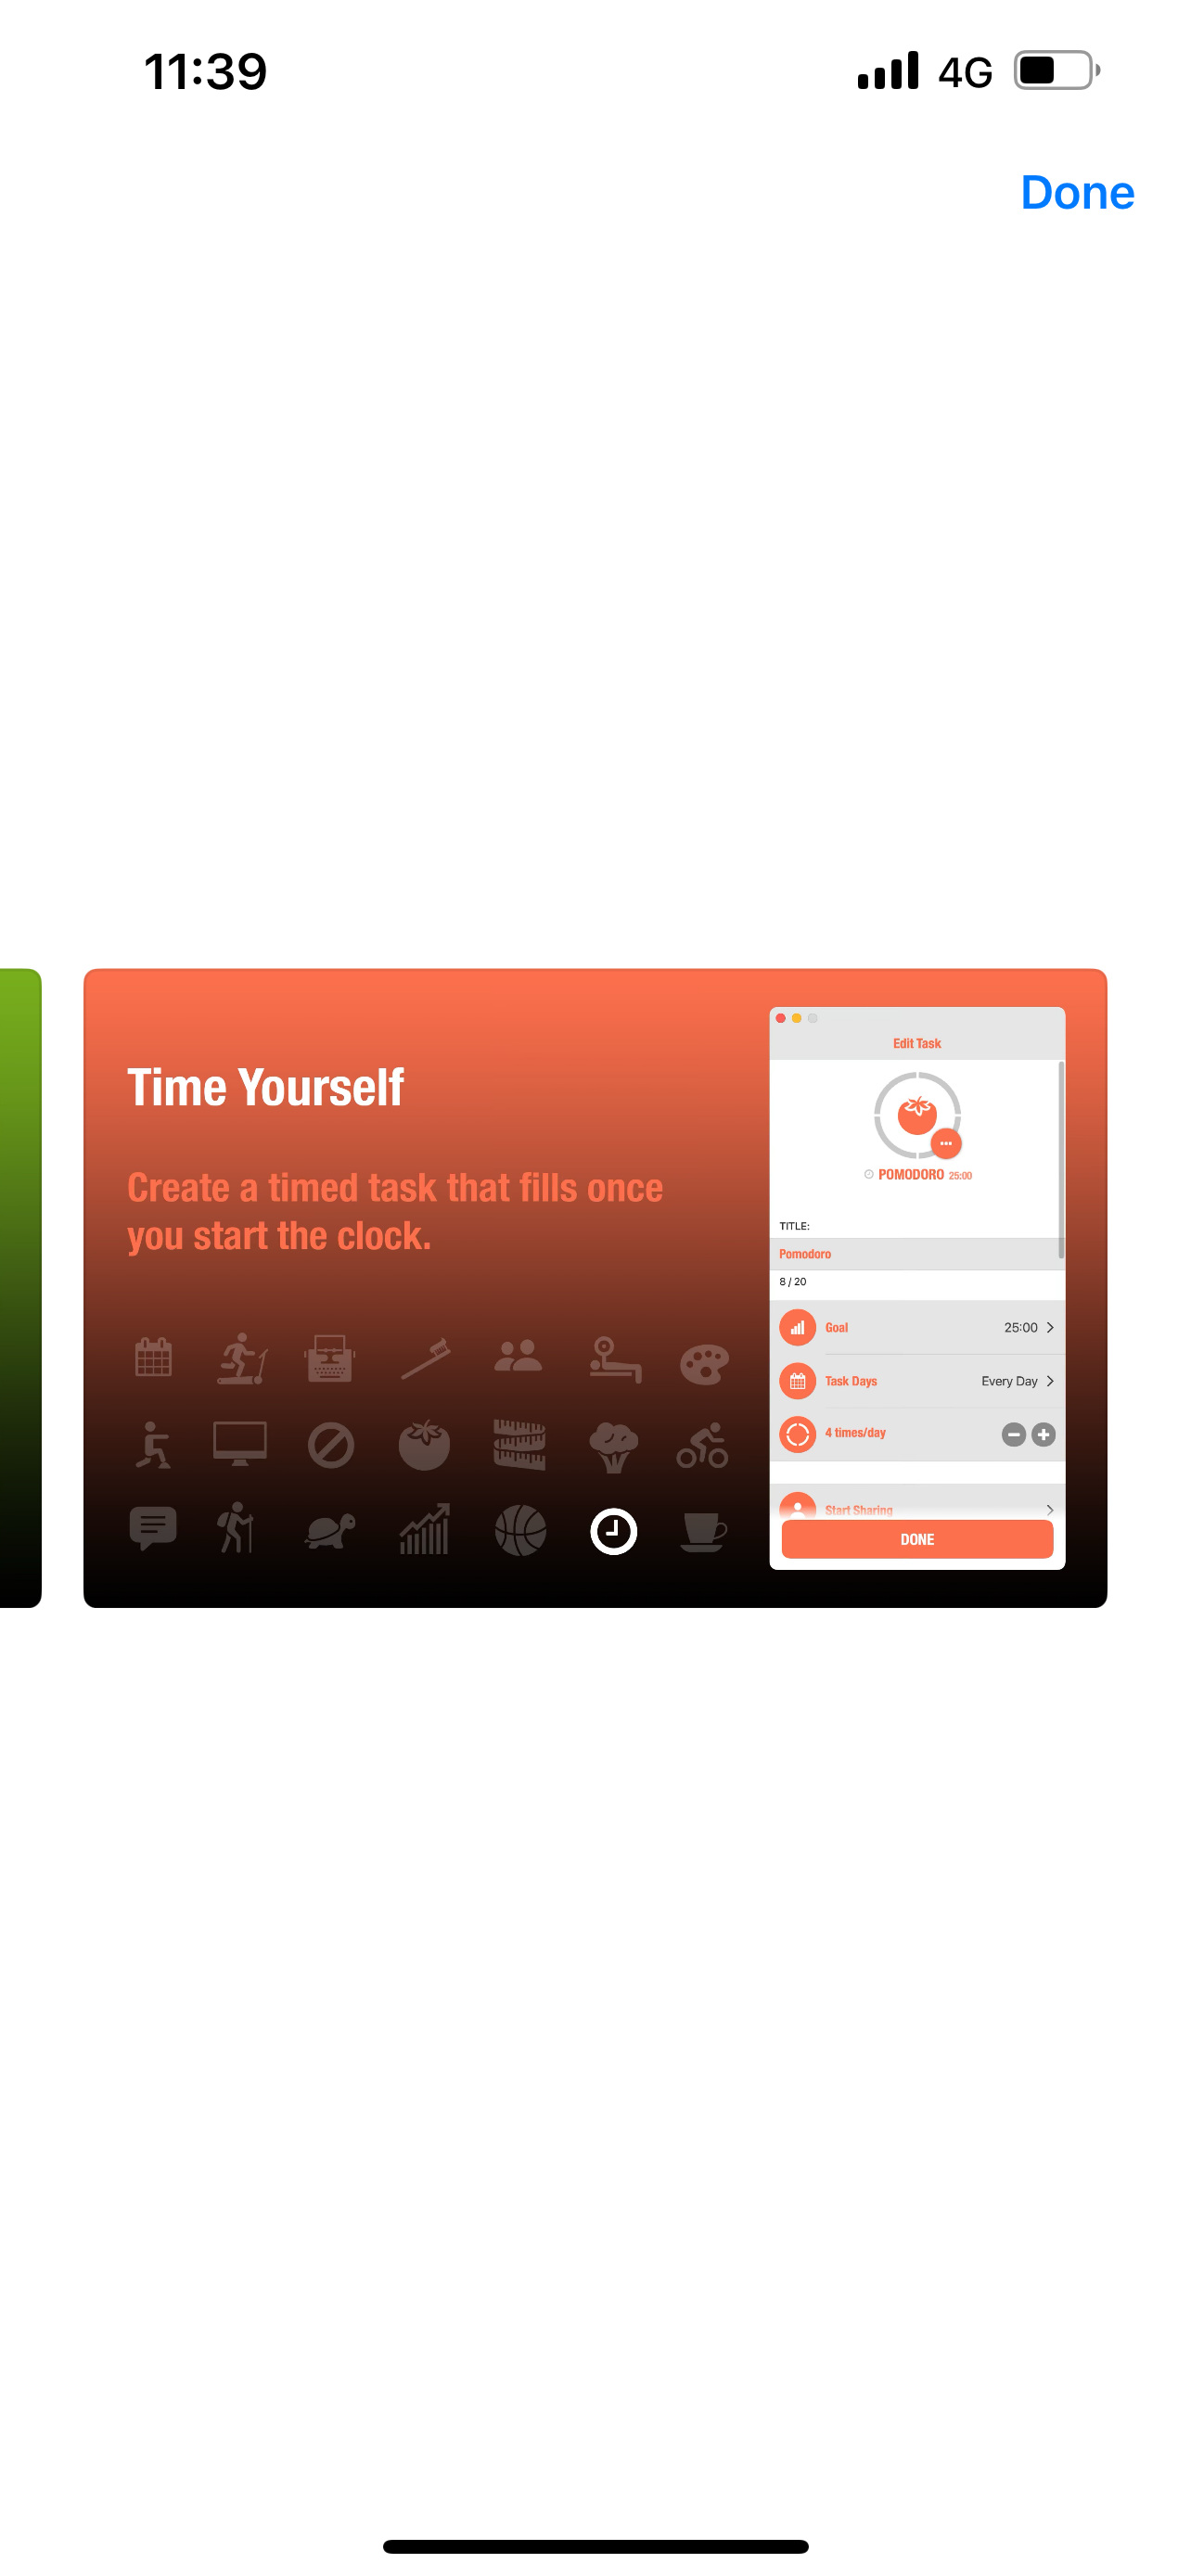 11:39
4G
Done
Time Yourself
Create a timed task that fills once
you start the clock.
Edit Task
POMODORO 25:00
TITLE:
Pomodoro
8 / 20
Goal 25:00
Task Days Every Day
4 times/day
Start Sharing
DONE